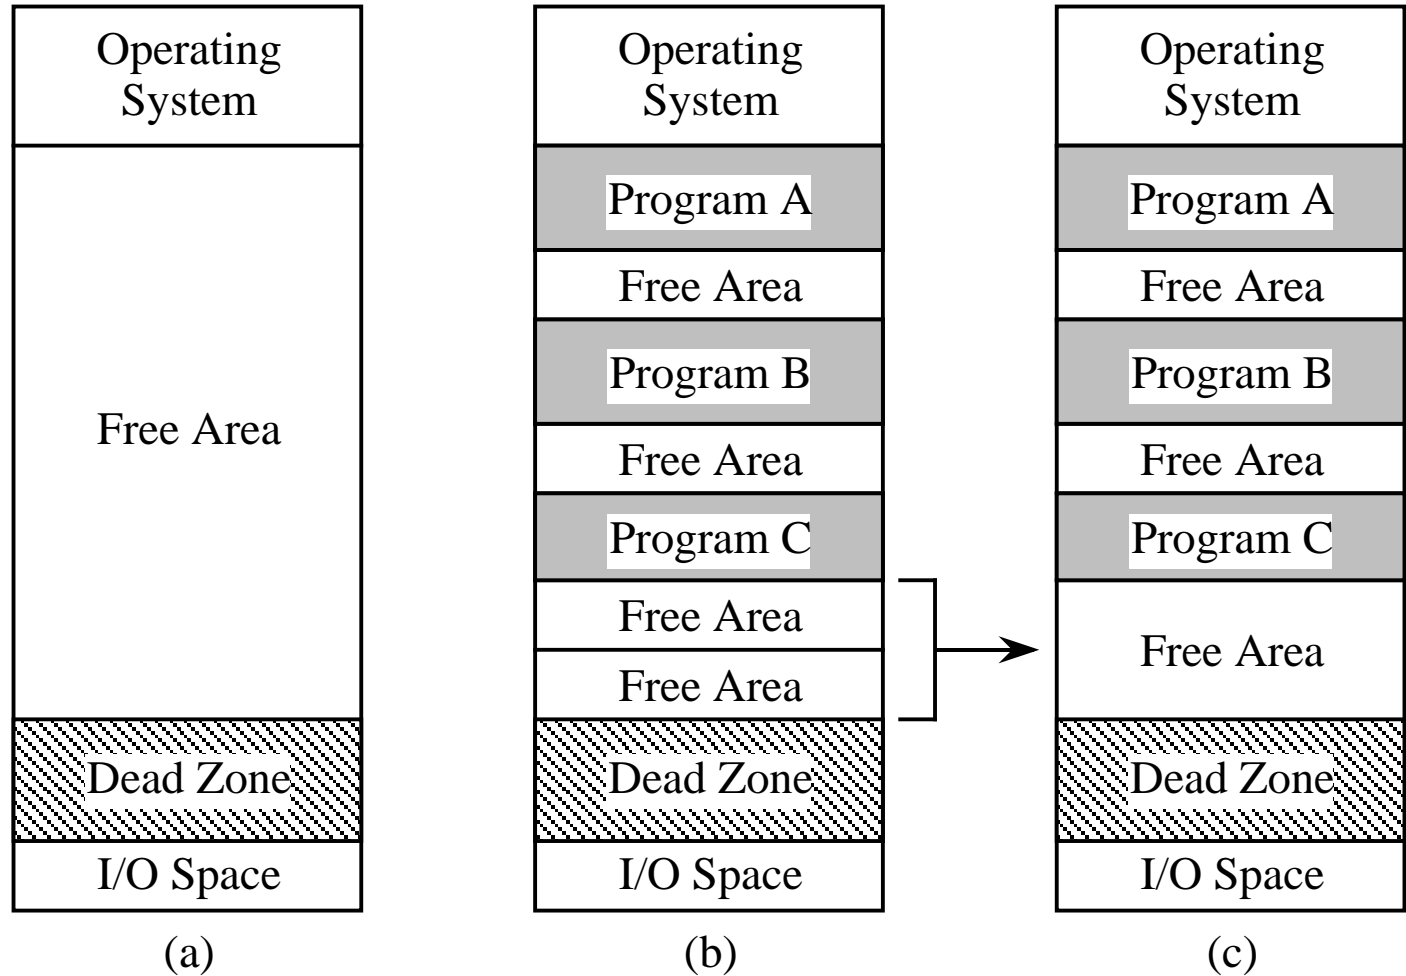 Operating
System
Free Area
Dead Zone
I/O Space
(a)
Operating
System
Program A
Free Area
Program B
Free Area
Program C
Free Area
Free Area
Dead Zone
I/O Space
(b)
Operating
System
Program A
Free Area
Program B
Free Area
Program C
Free Area
Dead Zone
I/O Space
(c)